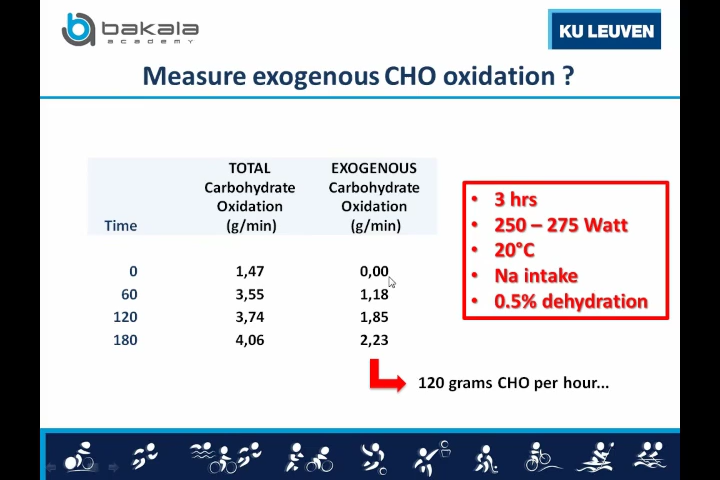 bakala
academy
KU LEUVEN
Measure exogenous CHO oxidation ?
TOTAL
Carbohydrate
Oxidation
(g/min)
EXOGENOUS
Carbohydrate
Oxidation
(g/min)
Time
0 1,47 0,00
60 3,55 1,18
120 3,74 1,85
180 4,06 2,23
• 3 hrs
• 250 – 275 Watt
• 20°C
• Na intake
• 0.5% dehydration
120 grams CHO per hour...